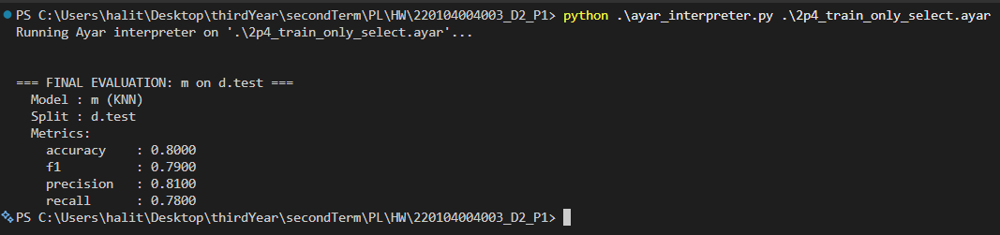 PS C:\Users\halit\Desktop\thirdYear\secondTerm\PL\HW\220104004003_D2_P1> python .\ayar_interpreter.py .\2p4_train_only_select.ayar
Running Ayar interpreter on '.\2p4_train_only_select.ayar'...
=== FINAL EVALUATION: m on d.test ===
  Model : m (KNN)
  Split : d.test
  Metrics:
    accuracy    : 0.8000
    f1          : 0.7900
    precision   : 0.8100
    recall      : 0.7800
PS C:\Users\halit\Desktop\thirdYear\secondTerm\PL\HW\220104004003_D2_P1>